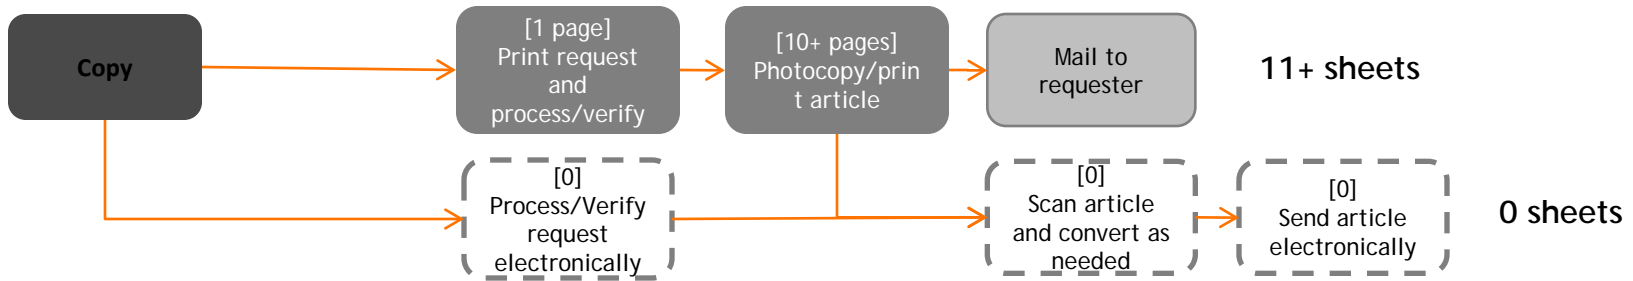 Copy
[1 page]
Print request
and
process/verify
[10+ pages]
Photocopy/prin
t article
Mail to
requester
11+ sheets
[0]
Process/Verify
request
electronically
[0]
Scan article
and convert as
needed
[0]
Send article
electronically
0 sheets